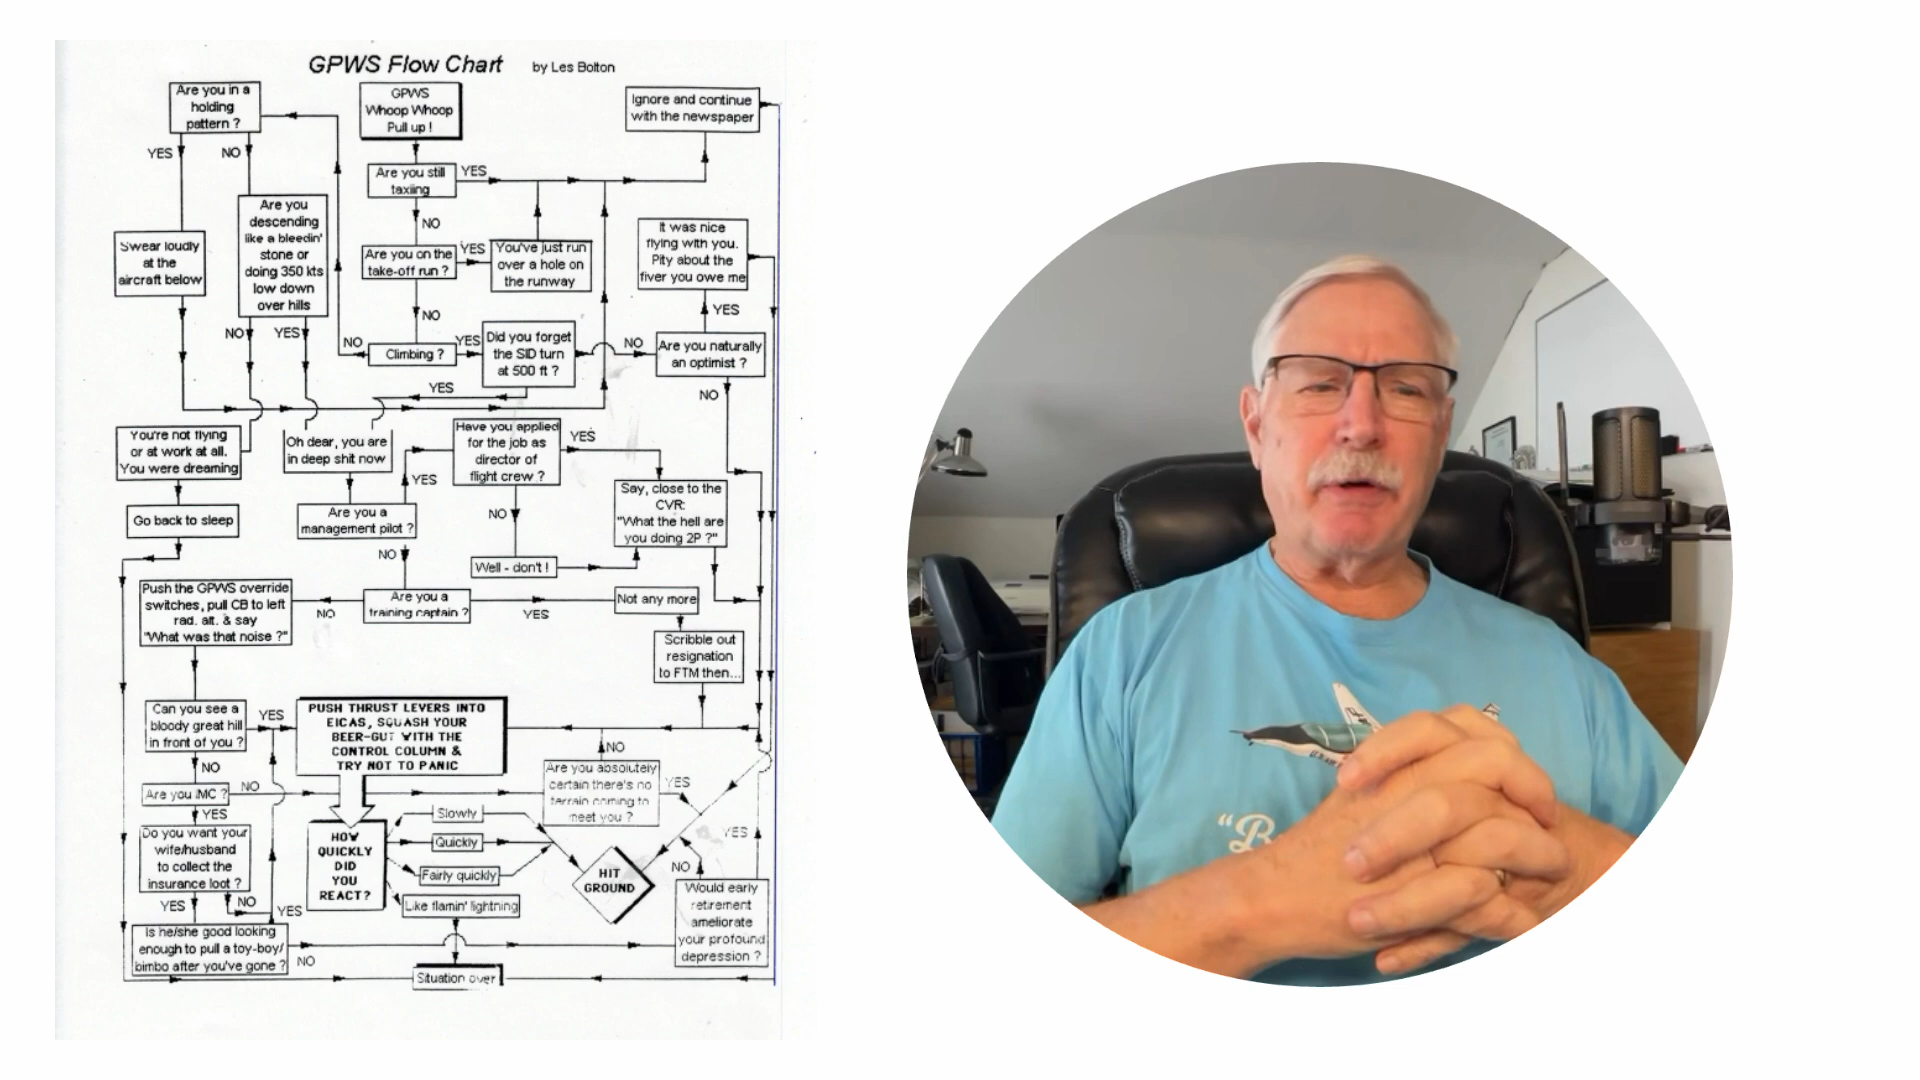 GPWS Flow Chart
by Les Bolton
Are you in a
holding
pattern ?
GPWS
Whoop Whoop
Pull up !
Ignore and continue
with the newspaper
YES
NO
Are you still
taxiing
YES
NO
Are you
descending
like a bleedin'
stone or
doing 350 kts
low down
over hills
Swear loudly
at the
aircraft below
Are you on the
take-off run ?
YES
You've just run
over a hole on
the runway
It was nice
flying with you.
Pity about the
fiver you owe me
NO
YES
NO
YES
NO
Climbing ?
YES
Did you forget
the SID turn
at 500 ft ?
NO
Are you naturally
an optimist ?
YES
NO
You're not flying
or at work at all.
You were dreaming
Oh dear, you are
in deep shit now
Have you applied
for the job as
director of
flight crew ?
YES
YES
Say, close to the
CVR:
"What the hell are
you doing 2P ?"
Go back to sleep
Are you a
management pilot ?
NO
NO
Well - don't !
Push the GPWS override
switches, pull CB to left
rad. alt. & say
"What was that noise ?"
NO
Are you a
training captain ?
YES
Not any more
Scribble out
resignation
to FTM then...
Can you see a
bloody great hill
in front of you ?
YES
PUSH THRUST LEVERS INTO
EICAS, SQUASH YOUR
BEER-GUT WITH THE
CONTROL COLUMN &
TRY NOT TO PANIC
NO
NO
Are you absolutely
certain there's no
terrain coming to
meet you ?
YES
Are you IMC ?
NO
YES
Do you want your
wife/husband
to collect the
insurance loot ?
HOW
QUICKLY
DID
YOU
REACT?
Slowly
Quickly
Fairly quickly
Like flamin' lightning
HIT
GROUND
YES
NO
Would early
retirement
ameliorate
your profound
depression ?
YES
NO
YES
Is he/she good looking
enough to pull a toy-boy/
bimbo after you've gone ?
NO
Situation over